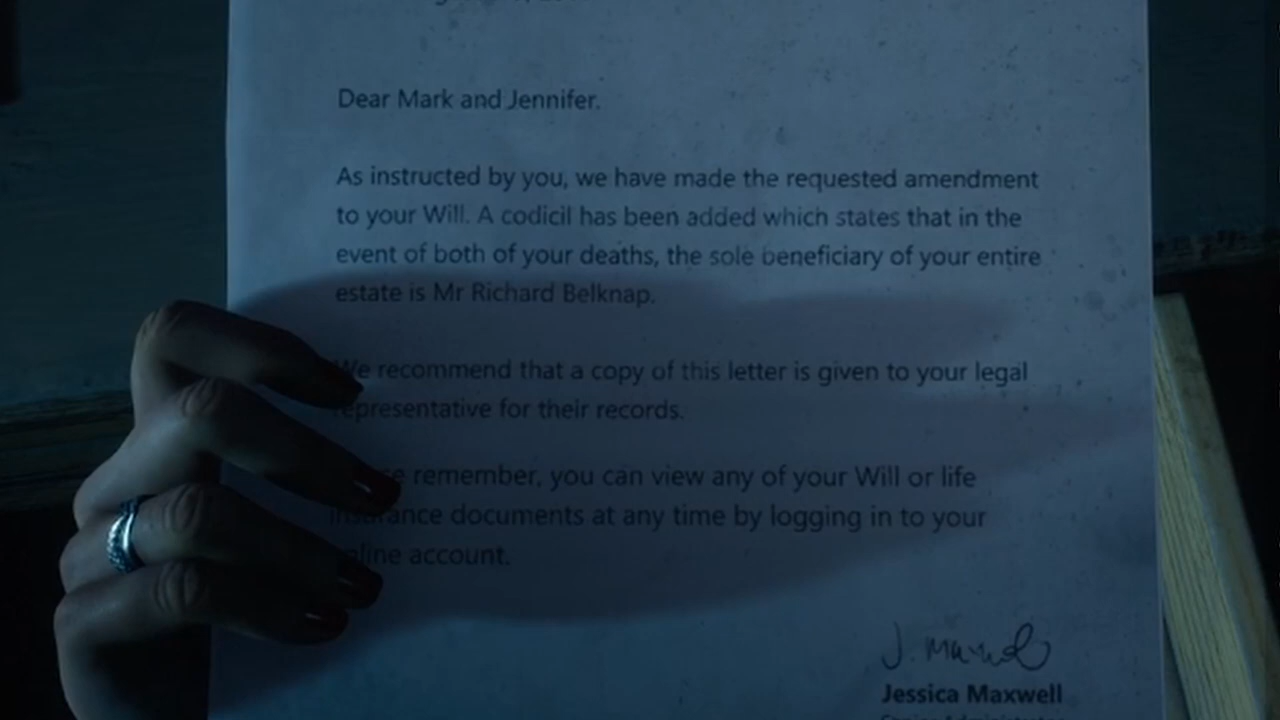 Dear Mark and Jennifer.
As instructed by you, we have made the requested amendment
to your Will. A codicil has been added which states that in the
event of both of your deaths, the sole beneficiary of your entire
estate is Mr Richard Belknap.
We recommend that a copy of this letter is given to your legal
representative for their records.
remember, you can view any of your Will or life
insurance documents at any time by logging in to your
online account.
J. Maxwell
Jessica Maxwell